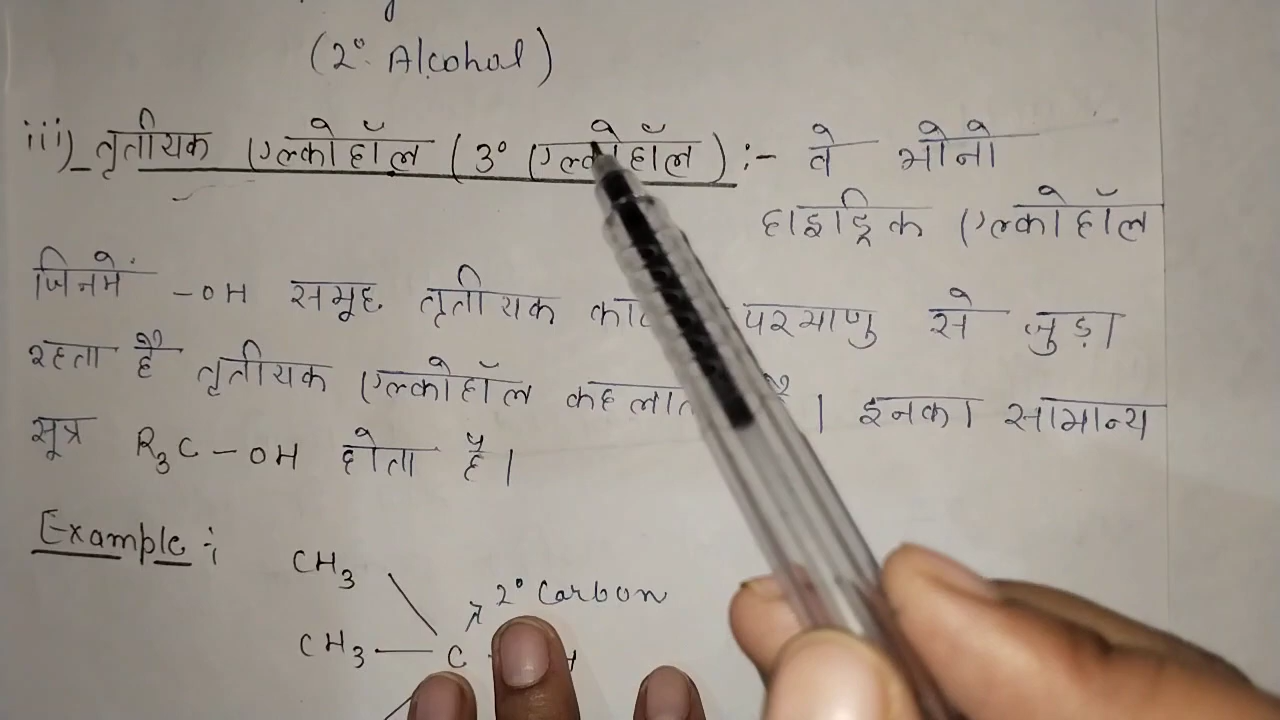 (2° Alcohol)
iii) तृतीयक एल्कोहॉल (3° एल्कोहॉल) :- वे मोनो
हाइड्रिक एल्कोहॉल
जिनमें -OH समूह तृतीयक परमाणु से जुड़ा
रहता है तृतीयक एल्कोहॉल । इनका सामान्य
सूत्र R₃C-OH होता है।
Example :
CH₃
2° Carbon
CH₃ — C